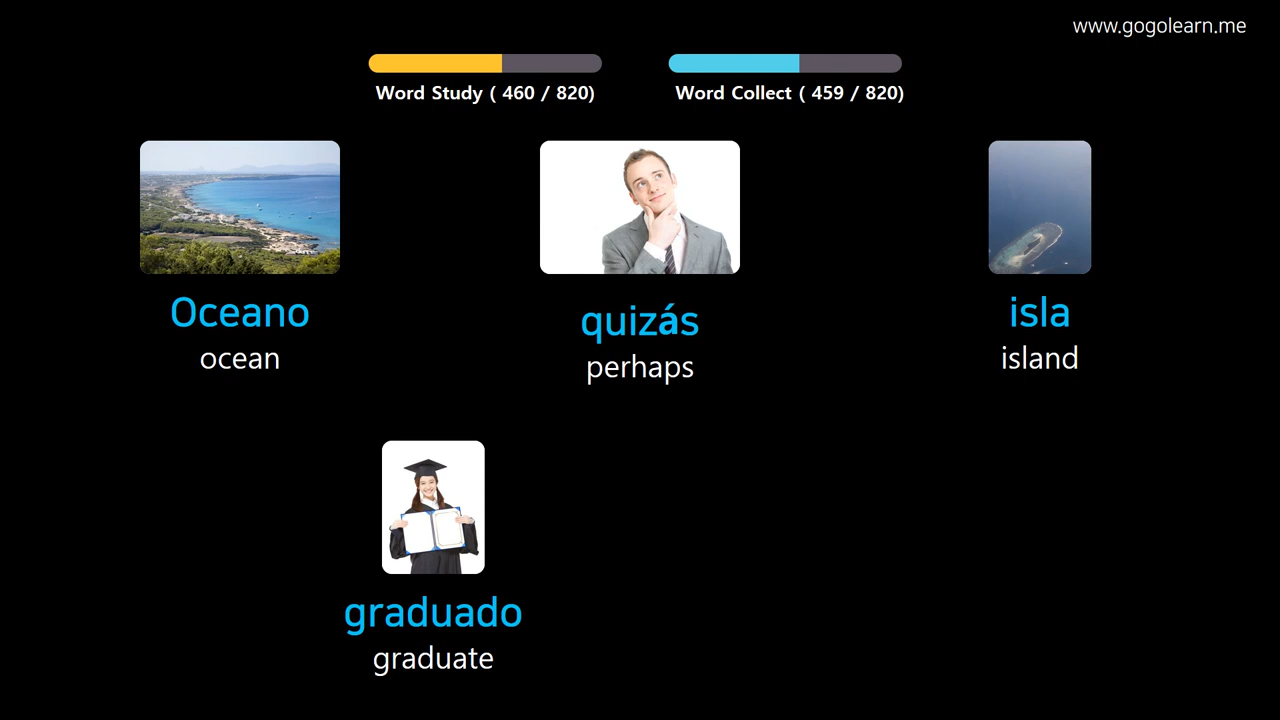 www.gogolearn.me
Word Study ( 460 / 820)
Word Collect ( 459 / 820)
Oceano
ocean
quizás
perhaps
isla
island
graduado
graduate